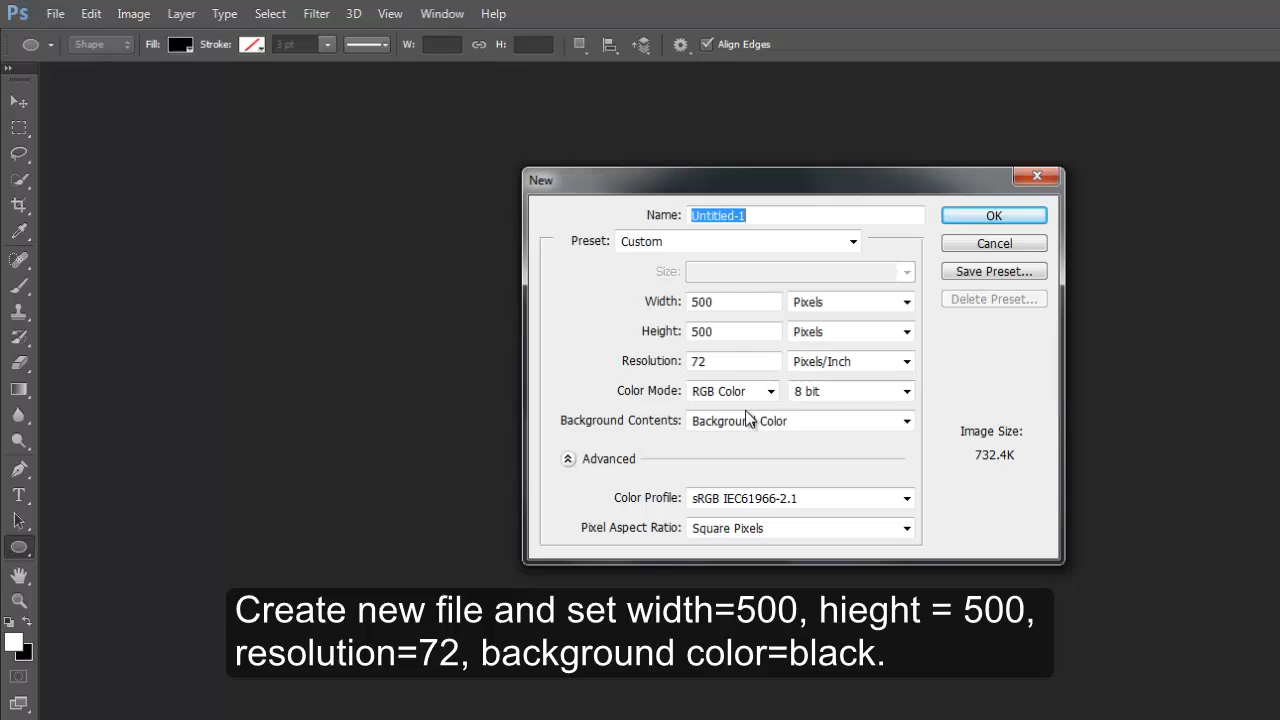 Ps File Edit Image Layer Type Select Filter 3D View Window Help
Shape Fill: Stroke: 3 pt W: H: Align Edges
New
Name: Untitled-1 OK
Preset: Custom Cancel
Size: Save Preset...
Width: 500 Pixels Delete Preset...
Height: 500 Pixels
Resolution: 72 Pixels/Inch
Color Mode: RGB Color 8 bit
Background Contents: Background Color
Image Size:
732.4K
Advanced
Color Profile: sRGB IEC61966-2.1
Pixel Aspect Ratio: Square Pixels
Create new file and set width=500, hieght = 500,
resolution=72, background color=black.